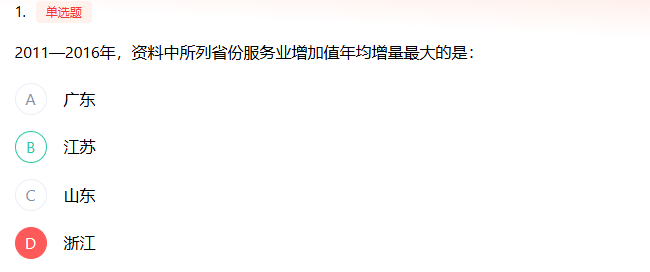 1. 单选题
2011—2016年，资料中所列省份服务业增加值年均增量最大的是：
A 广东
B 江苏
C 山东
D 浙江